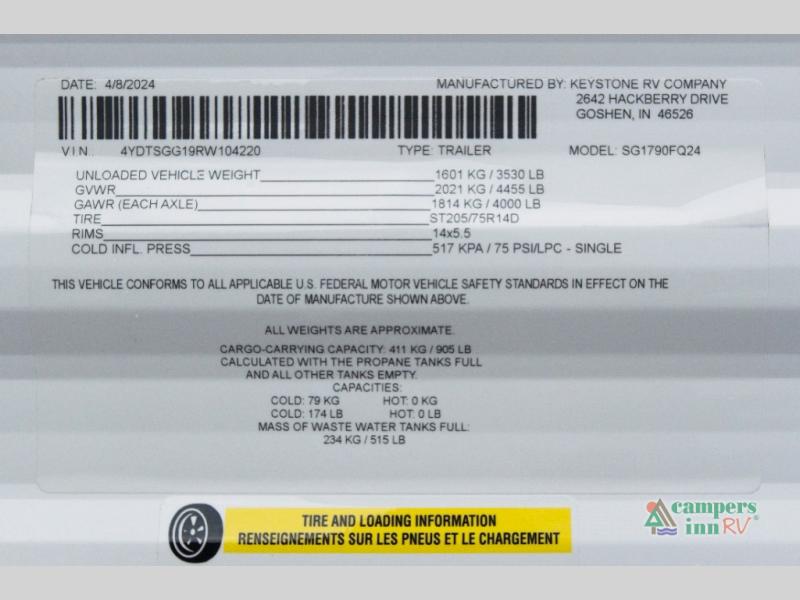 DATE: 4/8/2024 MANUFACTURED BY: KEYSTONE RV COMPANY
2642 HACKBERRY DRIVE
GOSHEN, IN 46526
V I N . 4YDTSGG19RW104220 TYPE: TRAILER MODEL: SG1790FQ24
UNLOADED VEHICLE WEIGHT 1601 KG / 3530 LB
GVWR 2021 KG / 4455 LB
GAWR (EACH AXLE) 1814 KG / 4000 LB
TIRE ST205/75R14D
RIMS 14x5.5
COLD INFL. PRESS 517 KPA / 75 PSI/LPC - SINGLE
THIS VEHICLE CONFORMS TO ALL APPLICABLE U.S. FEDERAL MOTOR VEHICLE SAFETY STANDARDS IN EFFECT ON THE
DATE OF MANUFACTURE SHOWN ABOVE.
ALL WEIGHTS ARE APPROXIMATE.
CARGO-CARRYING CAPACITY: 411 KG / 905 LB
CALCULATED WITH THE PROPANE TANKS FULL
AND ALL OTHER TANKS EMPTY.
CAPACITIES:
COLD: 79 KG HOT: 0 KG
COLD: 174 LB HOT: 0 LB
MASS OF WASTE WATER TANKS FULL:
234 KG / 515 LB
TIRE AND LOADING INFORMATION
RENSEIGNEMENTS SUR LES PNEUS ET LE CHARGEMENT
campers
inn RV®